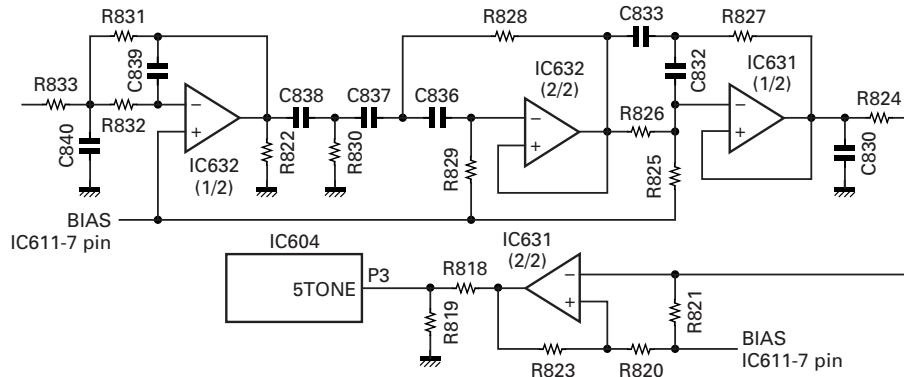 R831
R828
C833
R827
C839
C832
IC631
(1/2)
R833
IC632
(2/2)
C838
C837
C836
R826
R824
R832
C840
R822
R830
R829
R825
C830
IC632
(1/2)
BIAS
IC611-7 pin
IC604
IC631
(2/2)
P3
R818
5TONE
R819
R821
R823
R820
BIAS
IC611-7 pin